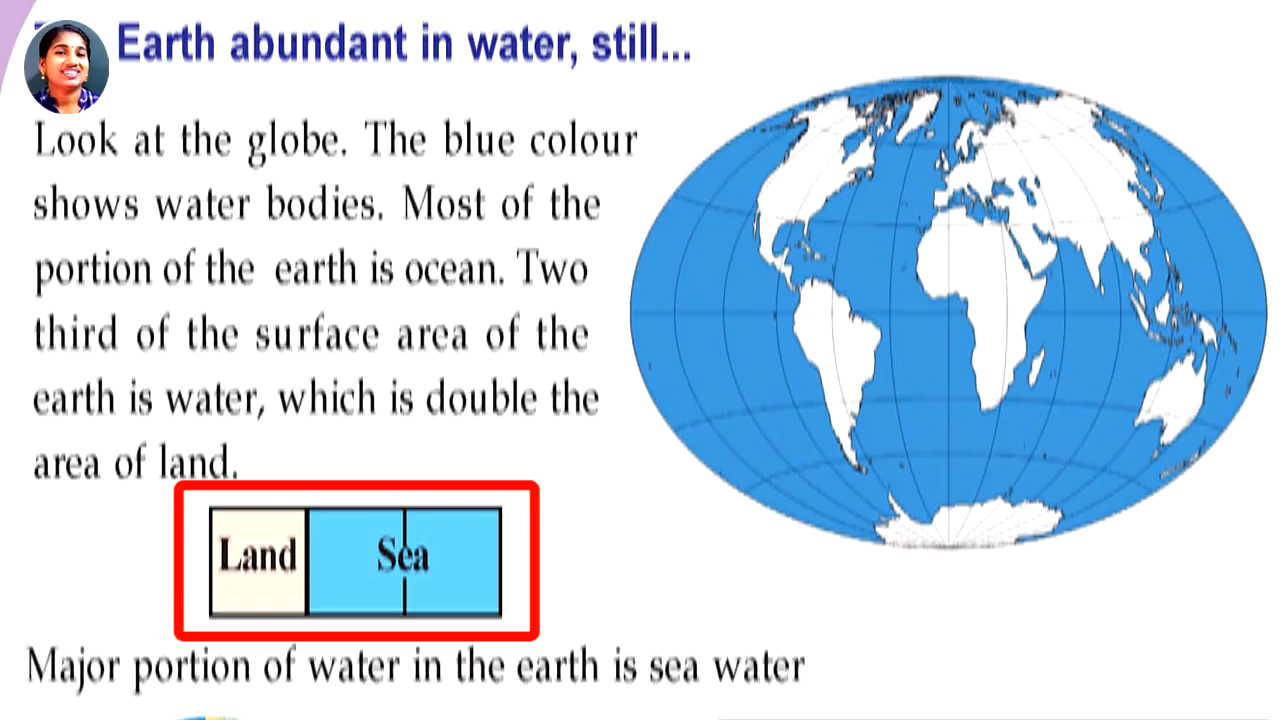 Earth abundant in water, still...
Look at the globe. The blue colour
shows water bodies. Most of the
portion of the earth is ocean. Two
third of the surface area of the
earth is water, which is double the
area of land.
Land Sea
Major portion of water in the earth is sea water